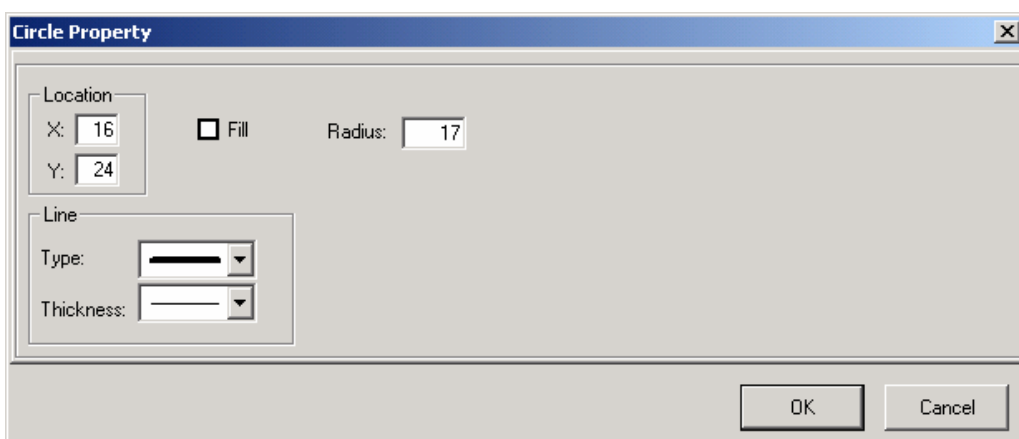 Circle Property
Location
X: 16
Fill
Radius: 17
Y: 24
Line
Type:
Thickness:
OK
Cancel